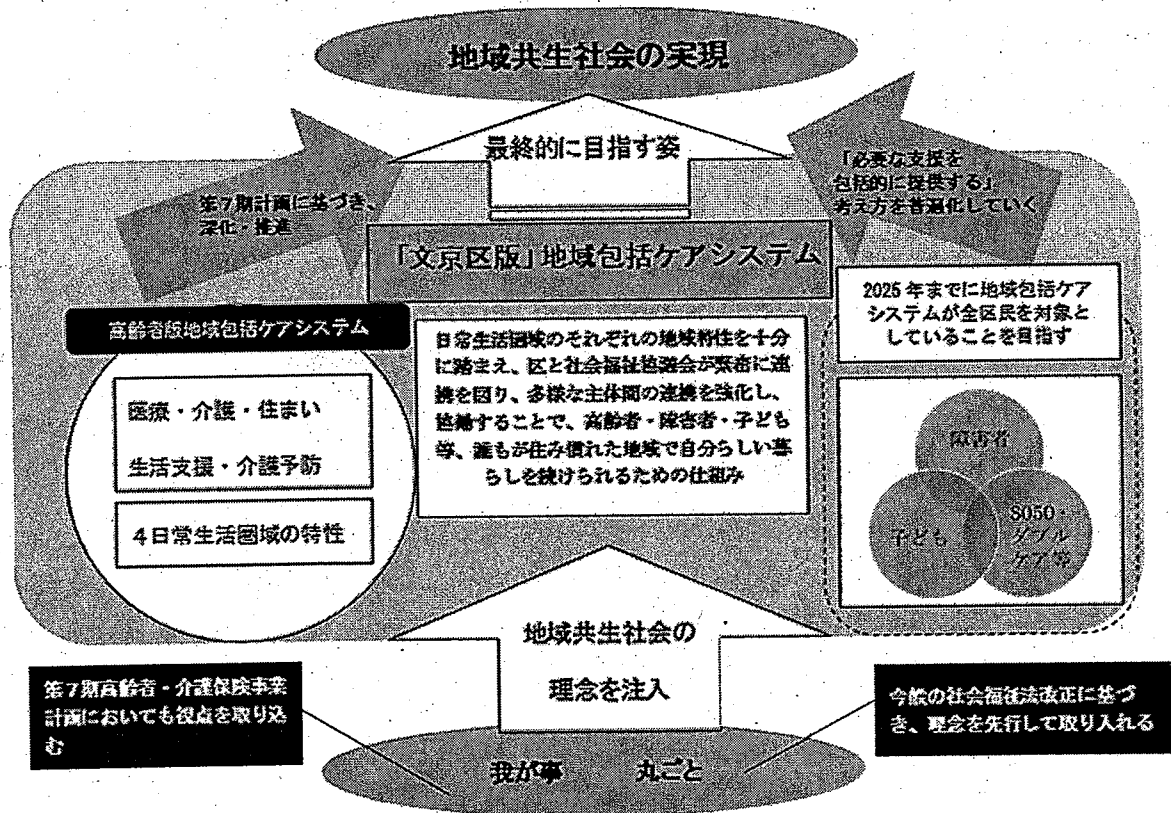 地域共生社会の実現
最終的に目指す姿
第7期計画に基づき、
深化・推進
「必要な支援を
包括的に提供する」
考え方を普遍化していく
「文京区版」地域包括ケアシステム
高齢者版地域包括ケアシステム
医療・介護・住まい
生活支援・介護予防
4日常生活圏域の特性
日常生活圏域のそれぞれの地域特性を十分
に踏まえ、区と社会福祉協議会が緊密に連
携を図り、多様な主体間の連携を強化し、
協働することで、高齢者・障害者・子ども
等、誰もが住み慣れた地域で自分らしい暮
らしを続けられるための仕組み
2025年までに地域包括ケア
システムが全区民を対象と
していることを目指す
障害者
子ども
8050・
ダブル
ケア等
地域共生社会の
理念を注入
第7期高齢者・介護保険事業
計画においても視点を取り込
む
今般の社会福祉法改正に基づ
き、理念を先行して取り入れる
我が事 丸ごと